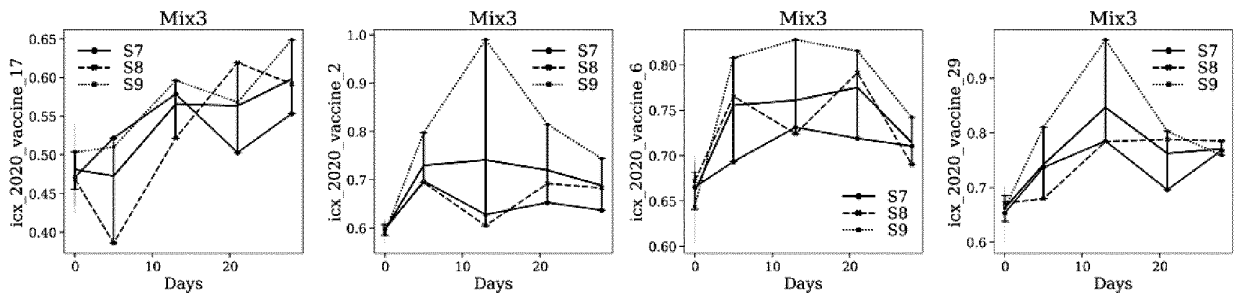 Mix3
icx_2020_vaccine_17
0.65
0.60
0.55
0.50
0.45
0.40
S7
S8
S9
0
10
20
Days
Mix3
icx_2020_vaccine_2
1.0
0.9
0.8
0.7
0.6
S7
S8
S9
0
10
20
Days
Mix3
icx_2020_vaccine_6
0.80
0.75
0.70
0.65
0.60
S7
S8
S9
0
10
20
Days
Mix3
icx_2020_vaccine_29
0.9
0.8
0.7
0.6
S7
S8
S9
0
10
20
Days